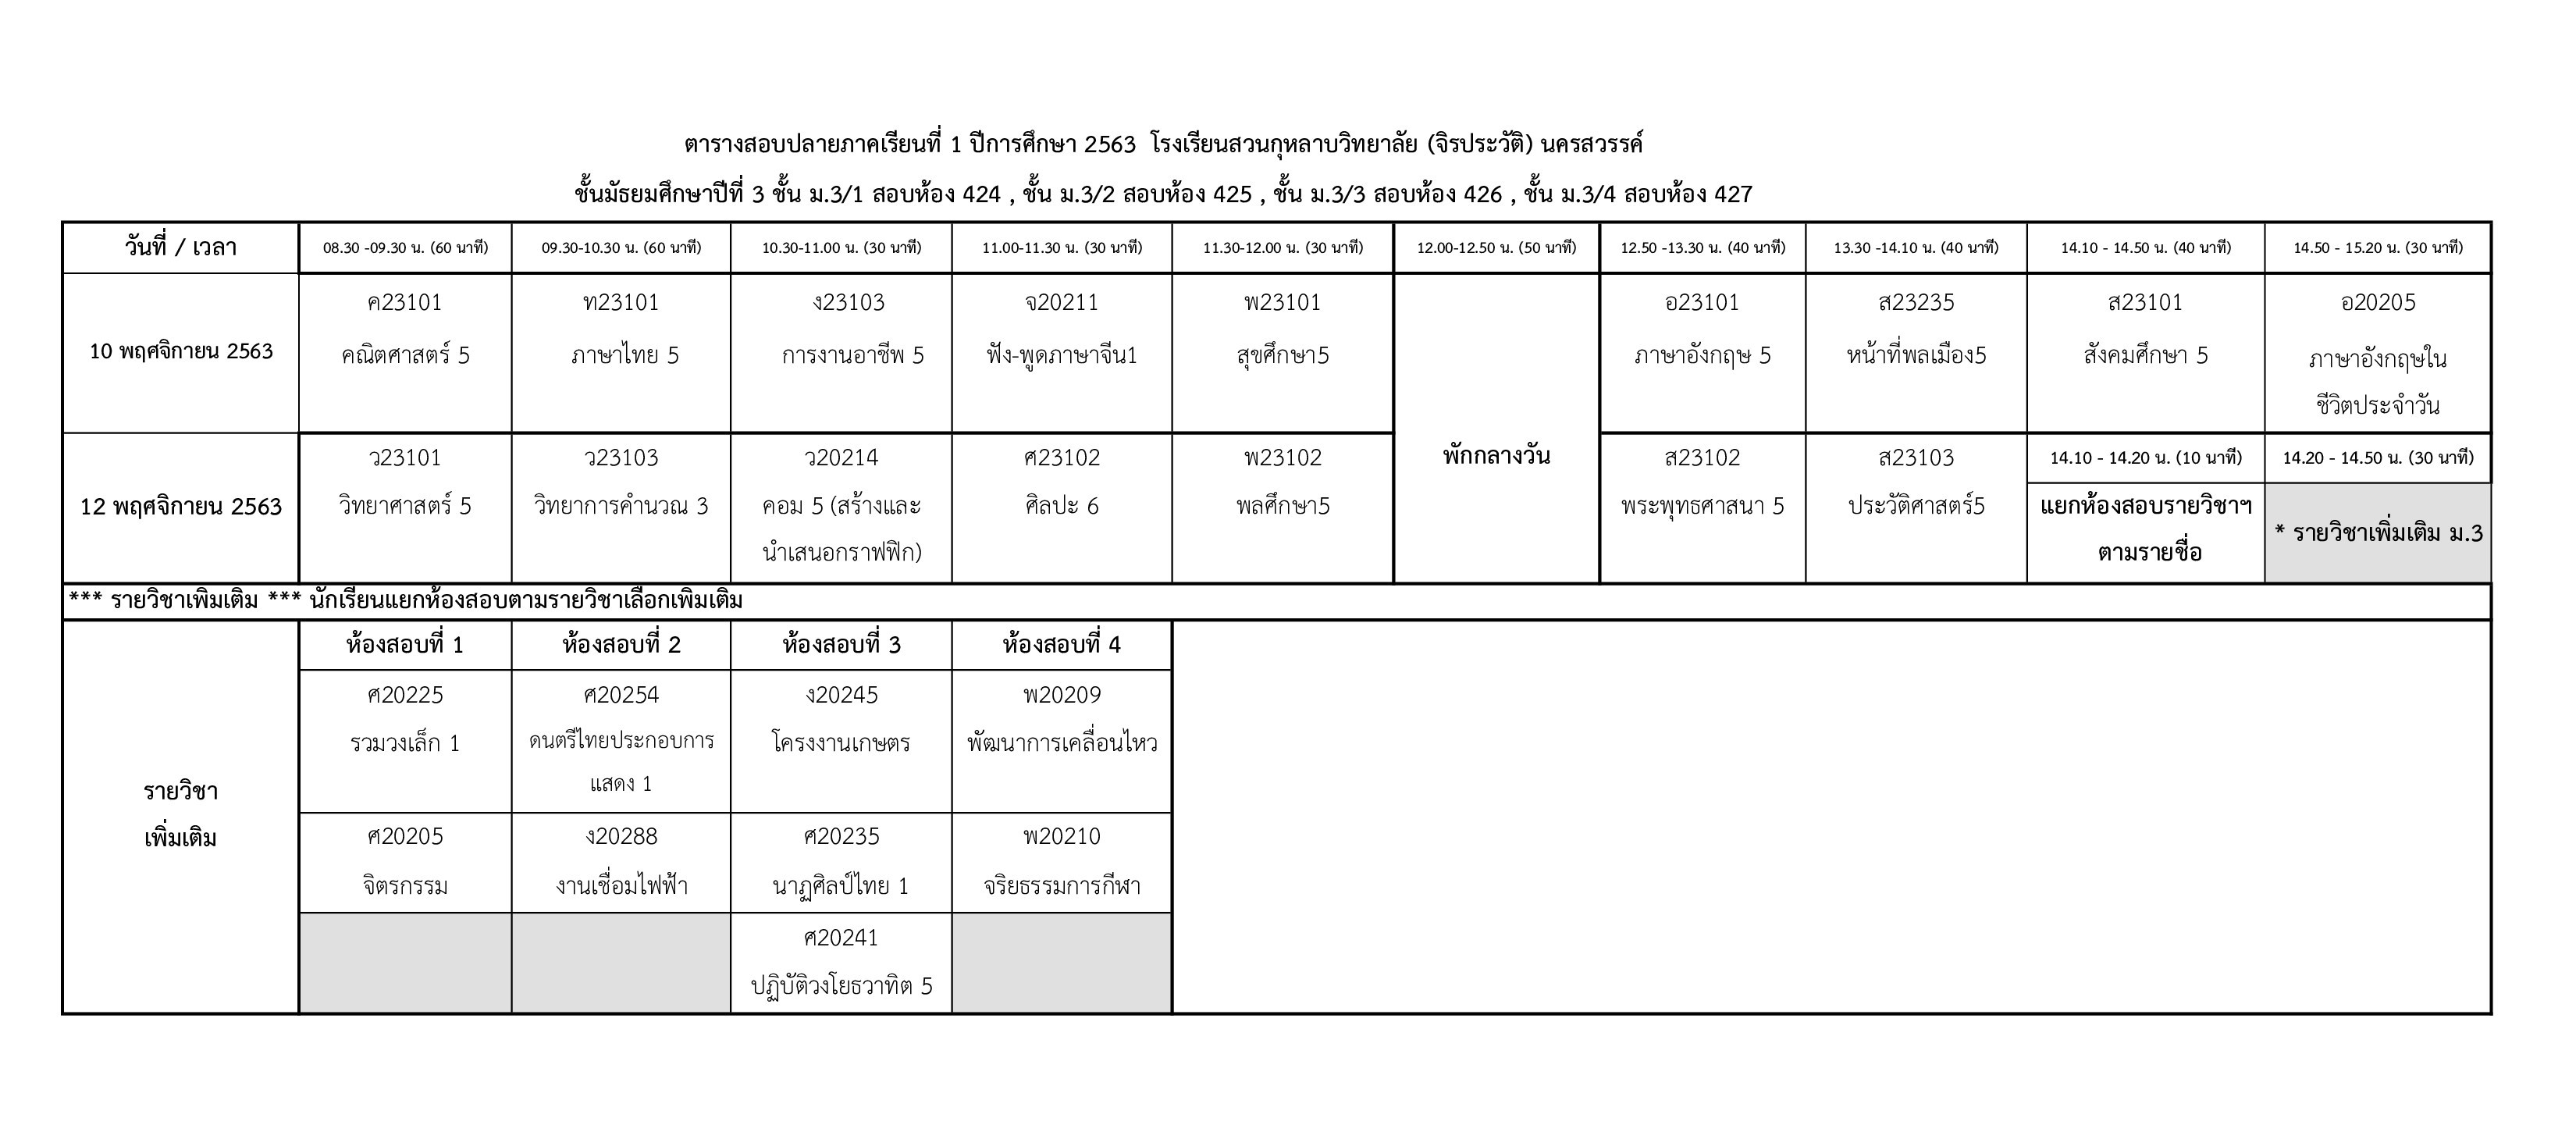 ตารางสอบปลายภาคเรียนที่ 1 ปีการศึกษา 2563 โรงเรียนสวนกุหลาบวิทยาลัย (จิรประวัติ) นครสวรรค์
ชั้นมัธยมศึกษาปีที่ 3 ชั้น ม.3/1 สอบห้อง 424 , ชั้น ม.3/2 สอบห้อง 425 , ชั้น ม.3/3 สอบห้อง 426 , ชั้น ม.3/4 สอบห้อง 427
วันที่ / เวลา 08.30 -09.30 น. (60 นาที) 09.30-10.30 น. (60 นาที) 10.30-11.00 น. (30 นาที) 11.00-11.30 น. (30 นาที) 11.30-12.00 น. (30 นาที) 12.00-12.50 น. (50 นาที) 12.50 -13.30 น. (40 นาที) 13.30 -14.10 น. (40 นาที) 14.10 - 14.50 น. (40 นาที) 14.50 - 15.20 น. (30 นาที)
ค23101 ท23101 ง23103 จ20211 พ23101 อ23101 ส23235 ส23101 อ20205
10 พฤศจิกายน 2563 คณิตศาสตร์ 5 ภาษาไทย 5 การงานอาชีพ 5 ฟัง-พูดภาษาจีน1 สุขศึกษา5 ภาษาอังกฤษ 5 หน้าที่พลเมือง5 สังคมศึกษา 5 ภาษาอังกฤษใน
ชีวิตประจำวัน
พักกลางวัน
ว23101 ว23103 ว20214 ศ23102 พ23102 ส23102 ส23103 14.10 - 14.20 น. (10 นาที) 14.20 - 14.50 น. (30 นาที)
12 พฤศจิกายน 2563 วิทยาศาสตร์ 5 วิทยาการคำนวณ 3 คอม 5 (สร้างและ ศิลปะ 6 พลศึกษา5 พระพุทธศาสนา 5 ประวัติศาสตร์5 แยกห้องสอบรายวิชาฯ * รายวิชาเพิ่มเติม ม.3
นำเสนอกราฟฟิก) ตามรายชื่อ
*** รายวิชาเพิ่มเติม *** นักเรียนแยกห้องสอบตามรายวิชาเลือกเพิ่มเติม
ห้องสอบที่ 1 ห้องสอบที่ 2 ห้องสอบที่ 3 ห้องสอบที่ 4
ศ20225 ศ20254 ง20245 พ20209
รวมวงเล็ก 1 ดนตรีไทยประกอบการ โครงงานเกษตร พัฒนาการเคลื่อนไหว
แสดง 1
รายวิชา
เพิ่มเติม
ศ20205 ง20288 ศ20235 พ20210
จิตรกรรม งานเชื่อมไฟฟ้า นาฏศิลป์ไทย 1 จริยธรรมการกีฬา
ศ20241
ปฏิบัติวงโยธวาทิต 5